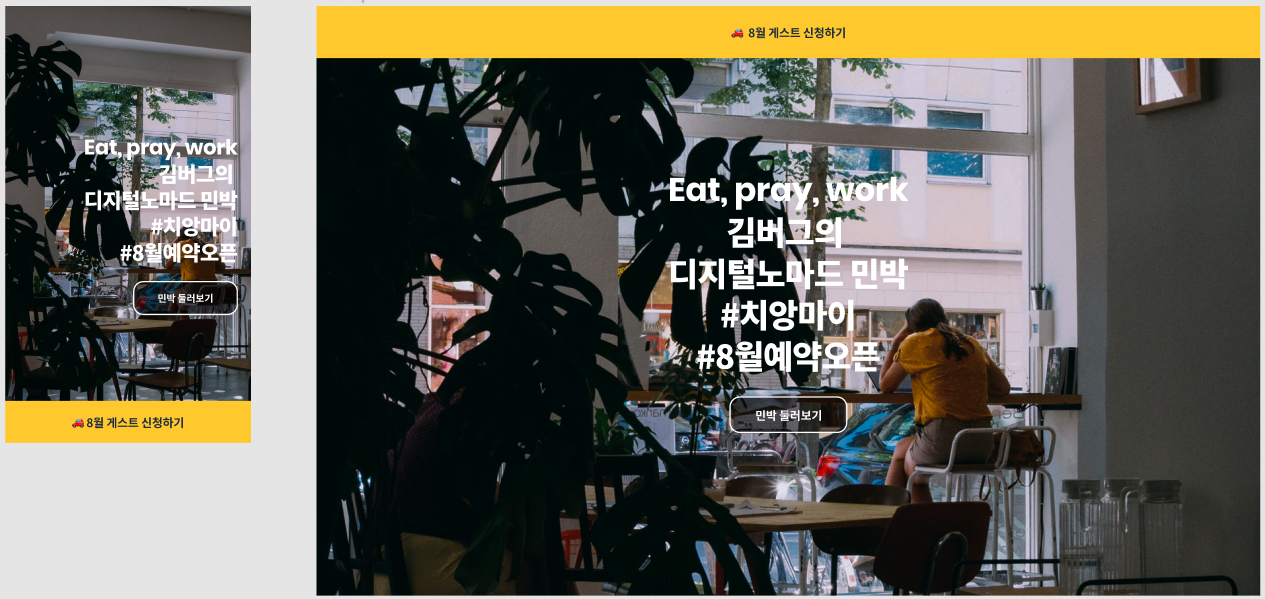 Eat, pray, work
김버그의
디지털노마드 민박
#치앙마이
#8월예약오픈
민박 둘러보기
🚗 8월 게스트 신청하기
🚗 8월 게스트 신청하기
Eat, pray, work
김버그의
디지털노마드 민박
#치앙마이
#8월예약오픈
민박 둘러보기